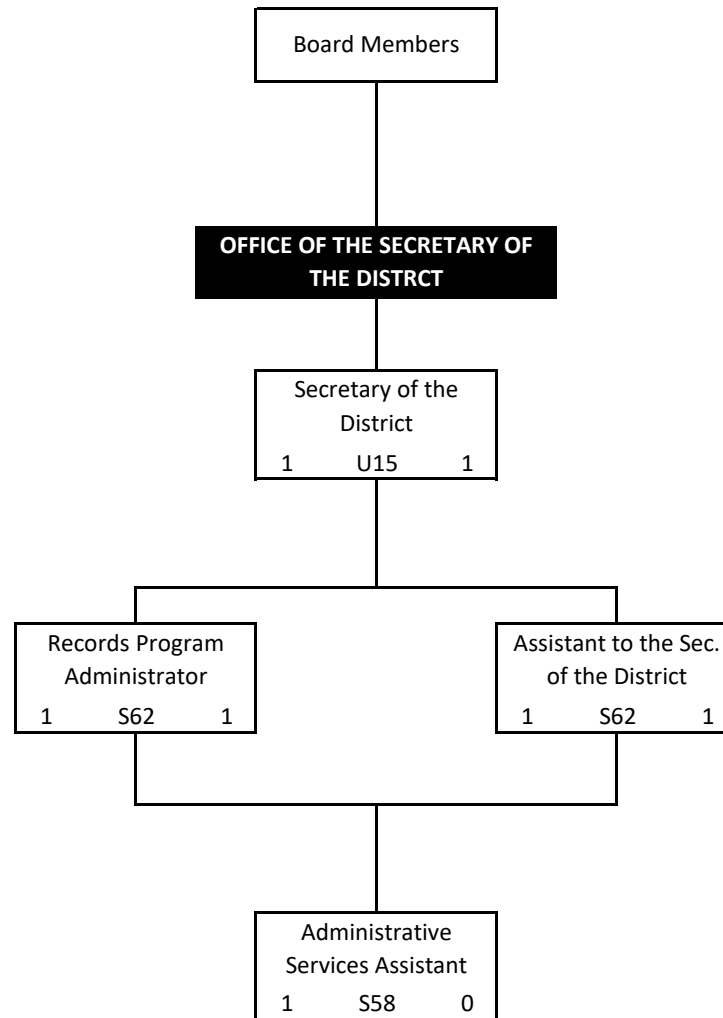 Board Members
OFFICE OF THE SECRETARY OF
THE DISTRCT
Secretary of the
District
1 U15 1
Records Program
Administrator
1 S62 1
Assistant to the Sec.
of the District
1 S62 1
Administrative
Services Assistant
1 S58 0